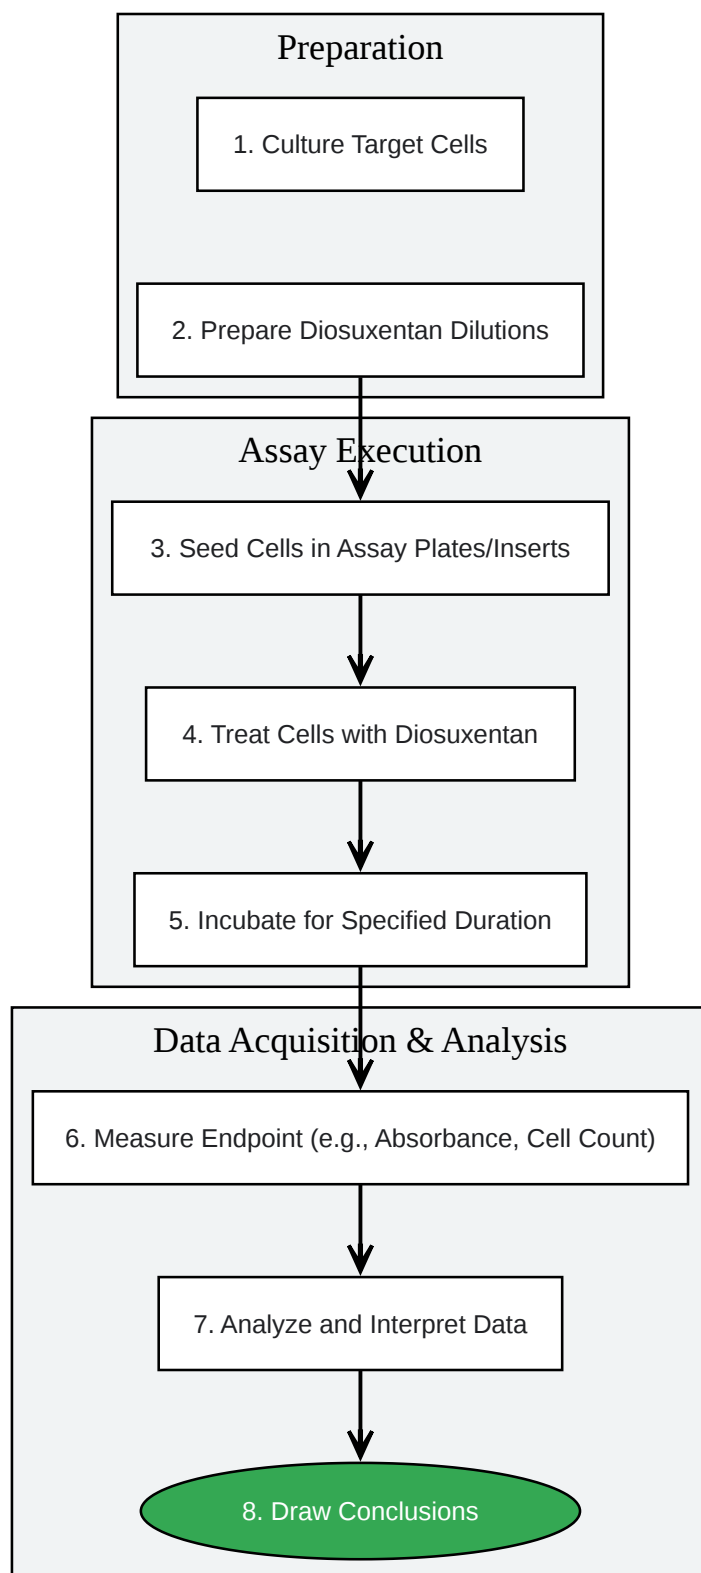 Preparation
1. Culture Target Cells
2. Prepare Diosuxentan Dilutions
Assay Execution
3. Seed Cells in Assay Plates/Inserts
4. Treat Cells with Diosuxentan
5. Incubate for Specified Duration
Data Acquisition & Analysis
6. Measure Endpoint (e.g., Absorbance, Cell Count)
7. Analyze and Interpret Data
8. Draw Conclusions